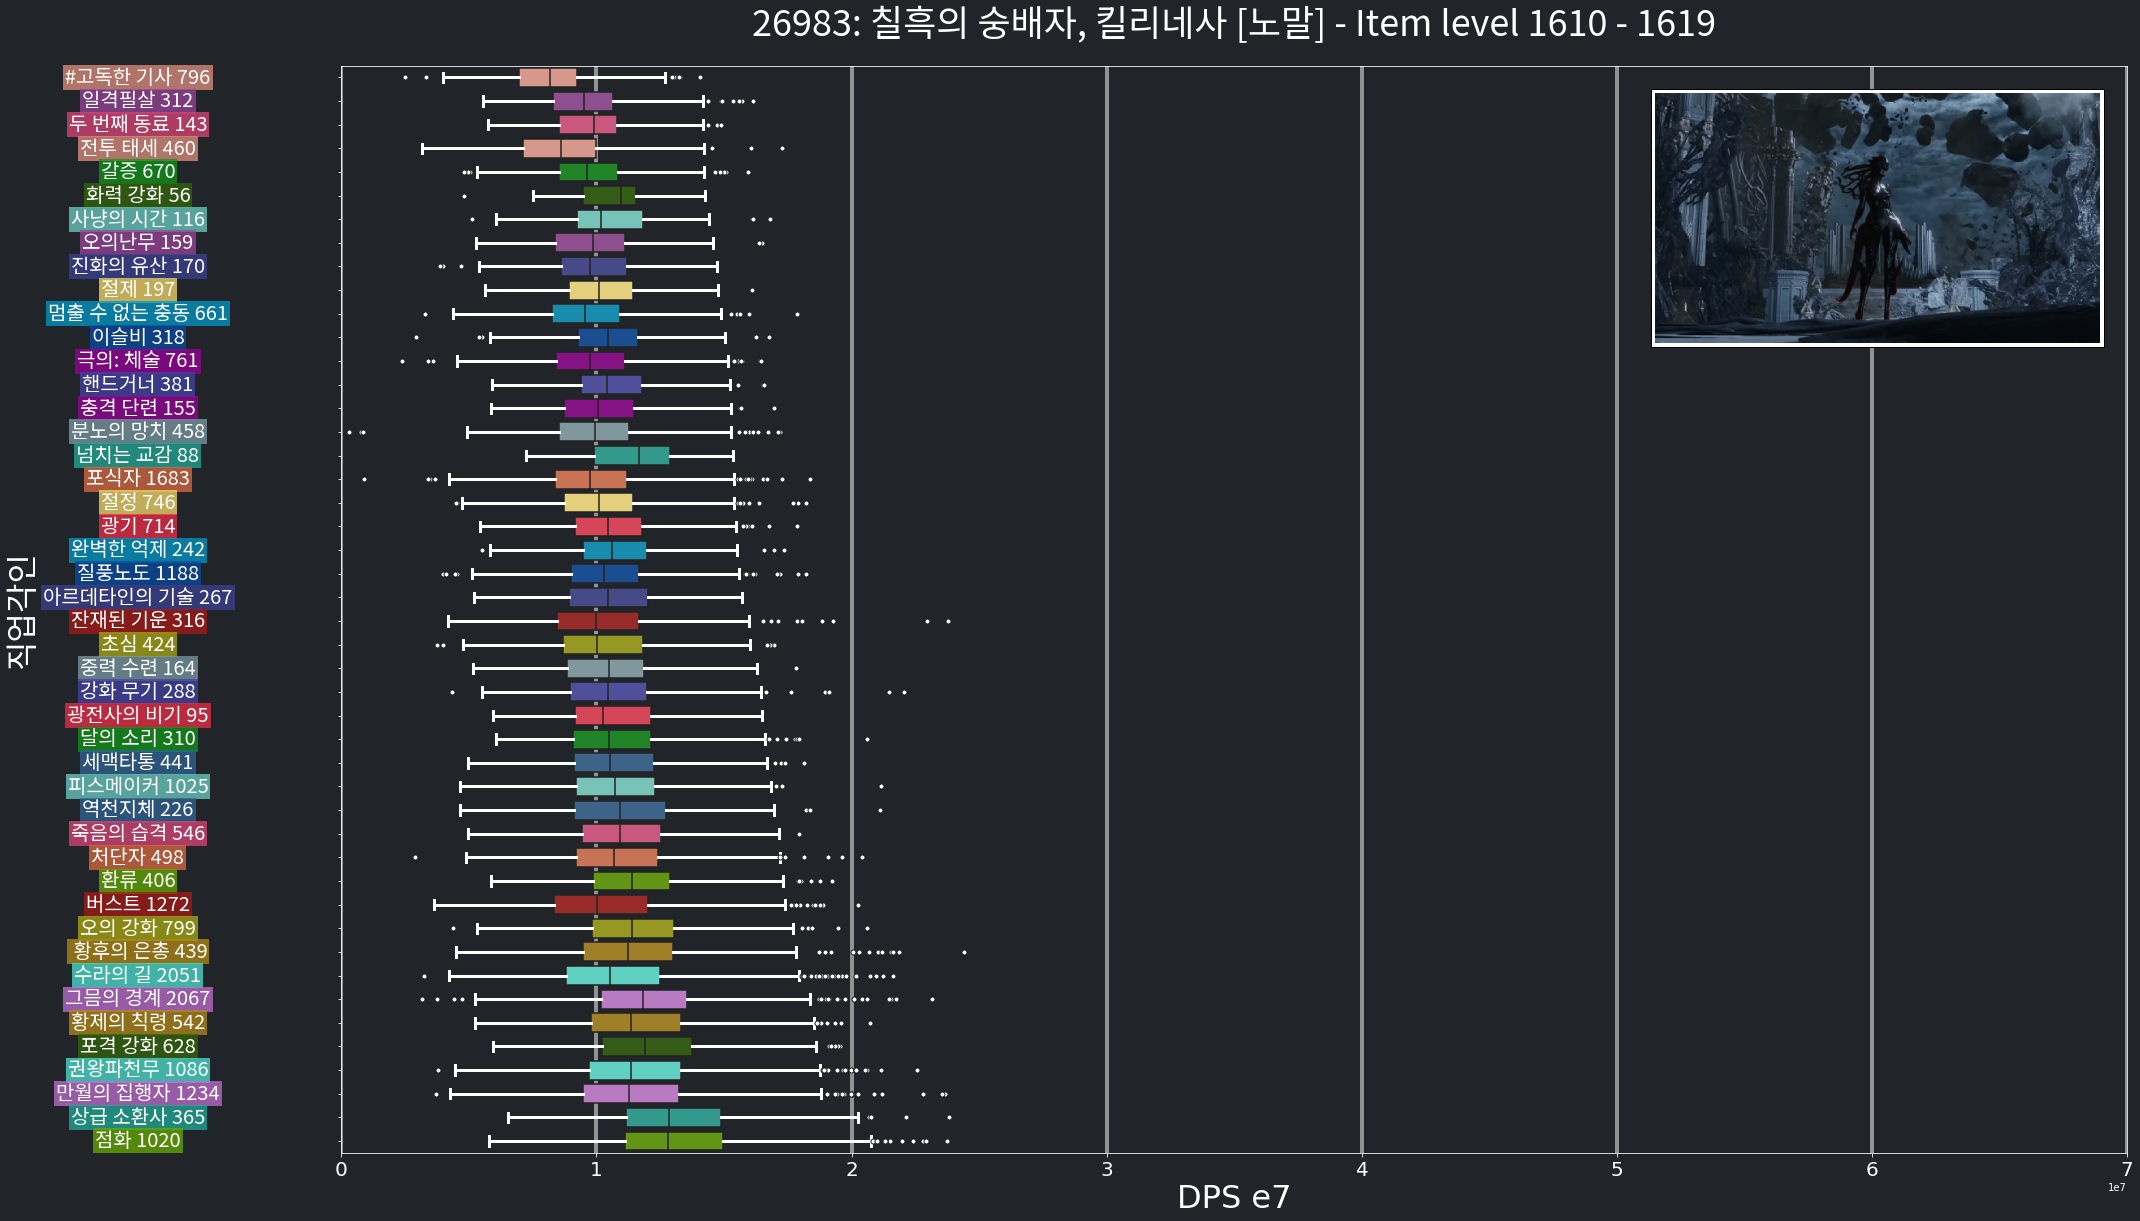 26983: 칠흑의 숭배자, 킬리네사 [노말] - Item level 1610 - 1619
#고독한 기사 796
일격필살 312
두 번째 동료 143
전투 태세 460
갈증 670
화력 강화 56
사냥의 시간 116
오의난무 159
진화의 유산 170
절제 197
멈출 수 없는 충동 661
이슬비 318
극의: 체술 761
핸드거너 381
충격 단련 155
분노의 망치 458
넘치는 교감 88
포식자 1683
절정 746
광기 714
완벽한 억제 242
질풍노도 1188
아르데타인의 기술 267
잔재된 기운 316
초심 424
중력 수련 164
강화 무기 288
광전사의 비기 95
달의 소리 310
세맥타통 441
피스메이커 1025
역천지체 226
죽음의 습격 546
처단자 498
환류 406
버스트 1272
오의 강화 799
황후의 은총 439
수라의 길 2051
그믐의 경계 2067
황제의 칙령 542
포격 강화 628
권왕파천무 1086
만월의 집행자 1234
상급 소환사 365
점화 1020
직업각인
0 1 2 3 4 5 6 7
1e7
DPS e7